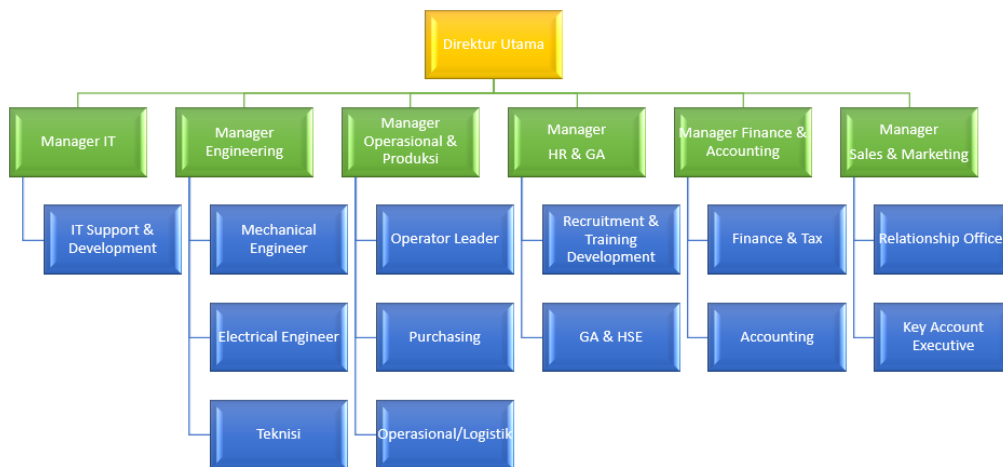 Direktur Utama
Manager IT
Manager
Engineering
Manager
Operasional &
Produksi
Manager
HR & GA
Manager Finance &
Accounting
Manager
Sales & Marketing
IT Support &
Development
Mechanical
Engineer
Operator Leader
Recruitment &
Training
Development
Finance & Tax
Relationship Office
Electrical Engineer
Purchasing
GA & HSE
Accounting
Key Account
Executive
Teknisi
Operasional/Logistik